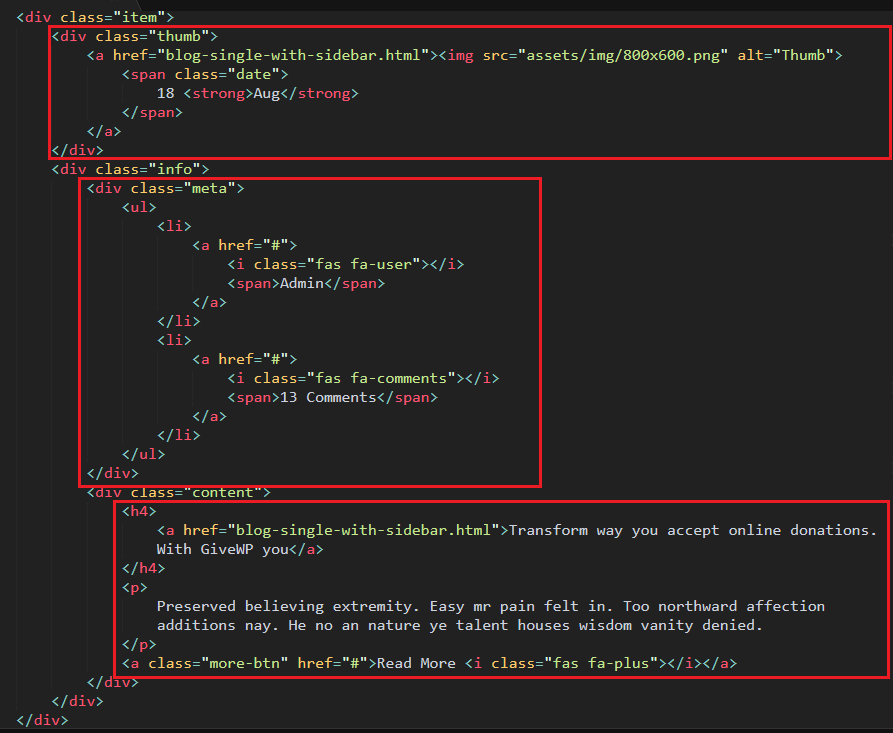 <div class="item">
<div class="thumb">
<a href="blog-single-with-sidebar.html"><img src="assets/img/800x600.png" alt="Thumb">
<span class="date">
18 <strong>Aug</strong>
</span>
</a>
</div>
<div class="info">
<div class="meta">
<ul>
<li>
<a href="#">
<i class="fas fa-user"></i>
<span>Admin</span>
</a>
</li>
<li>
<a href="#">
<i class="fas fa-comments"></i>
<span>13 Comments</span>
</a>
</li>
</ul>
</div>
<div class="content">
<h4>
<a href="blog-single-with-sidebar.html">Transform way you accept online donations.
With GiveWP you</a>
</h4>
<p>
Preserved believing extremity. Easy mr pain felt in. Too northward affection
additions nay. He no an nature ye talent houses wisdom vanity denied.
</p>
<a class="more-btn" href="#">Read More <i class="fas fa-plus"></i></a>
</div>
</div>
</div>